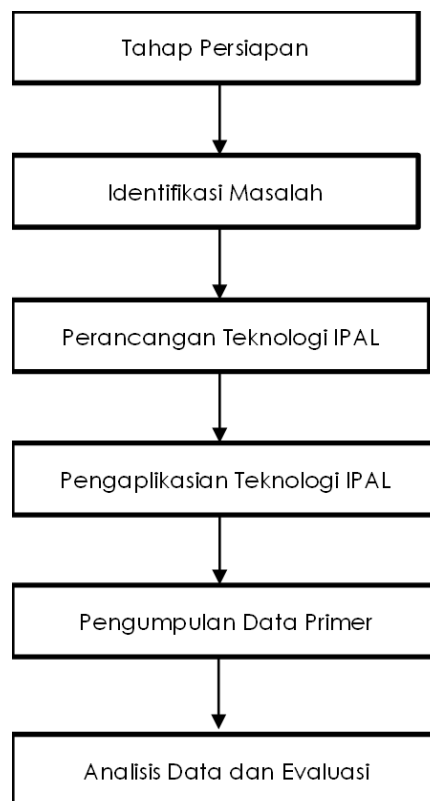 Tahap Persiapan
Identifikasi Masalah
Perancangan Teknologi IPAL
Pengaplikasian Teknologi IPAL
Pengumpulan Data Primer
Analisis Data dan Evaluasi